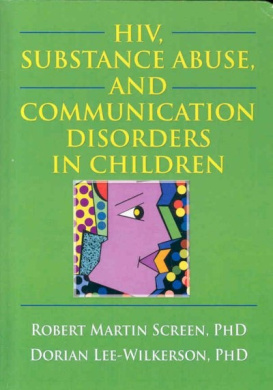 HIV,
SUBSTANCE ABUSE,
AND
COMMUNICATION
DISORDERS
IN CHILDREN
ROBERT MARTIN SCREEN, PHD
DORIAN LEE-WILKERSON, PHD